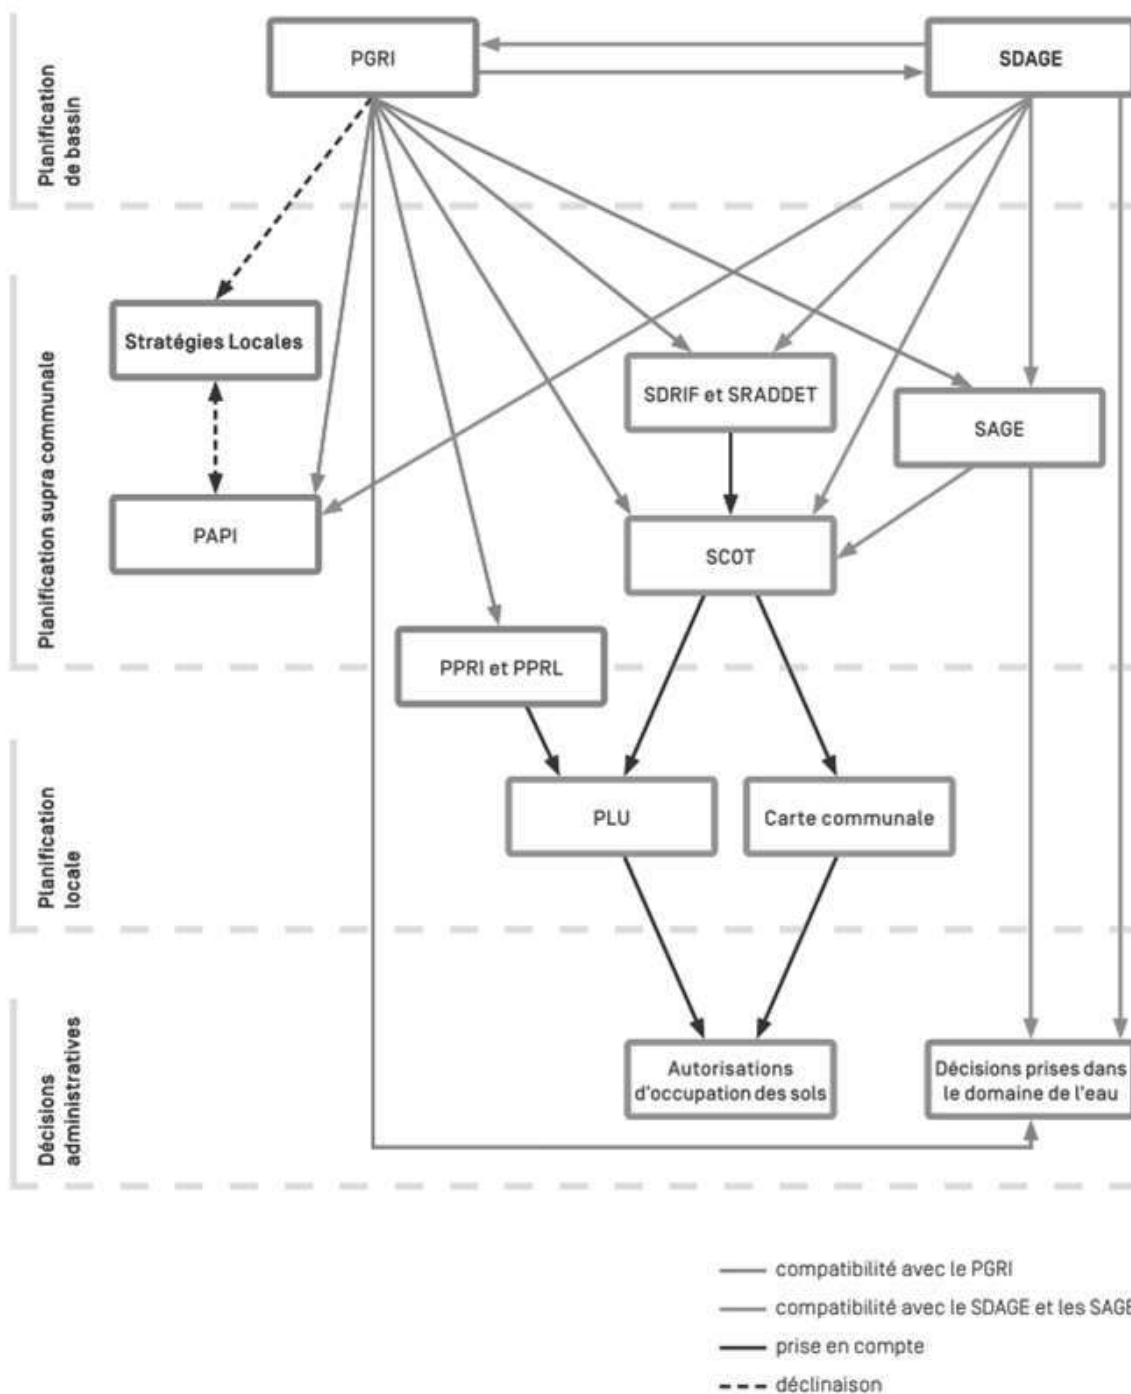 PGRI
SDAGE
Planification
de bassin
Stratégies Locales
SDRIF et SRADDET
SAGE
PAPI
SCOT
PPRI et PPRL
Planification supra communale
PLU
Carte communale
Planification
locale
Autorisations
d'occupation des sols
Décisions prises dans
le domaine de l'eau
Décisions
administratives
compatibilité avec le PGRI
compatibilité avec le SDAGE et les SAGE
prise en compte
déclinaison